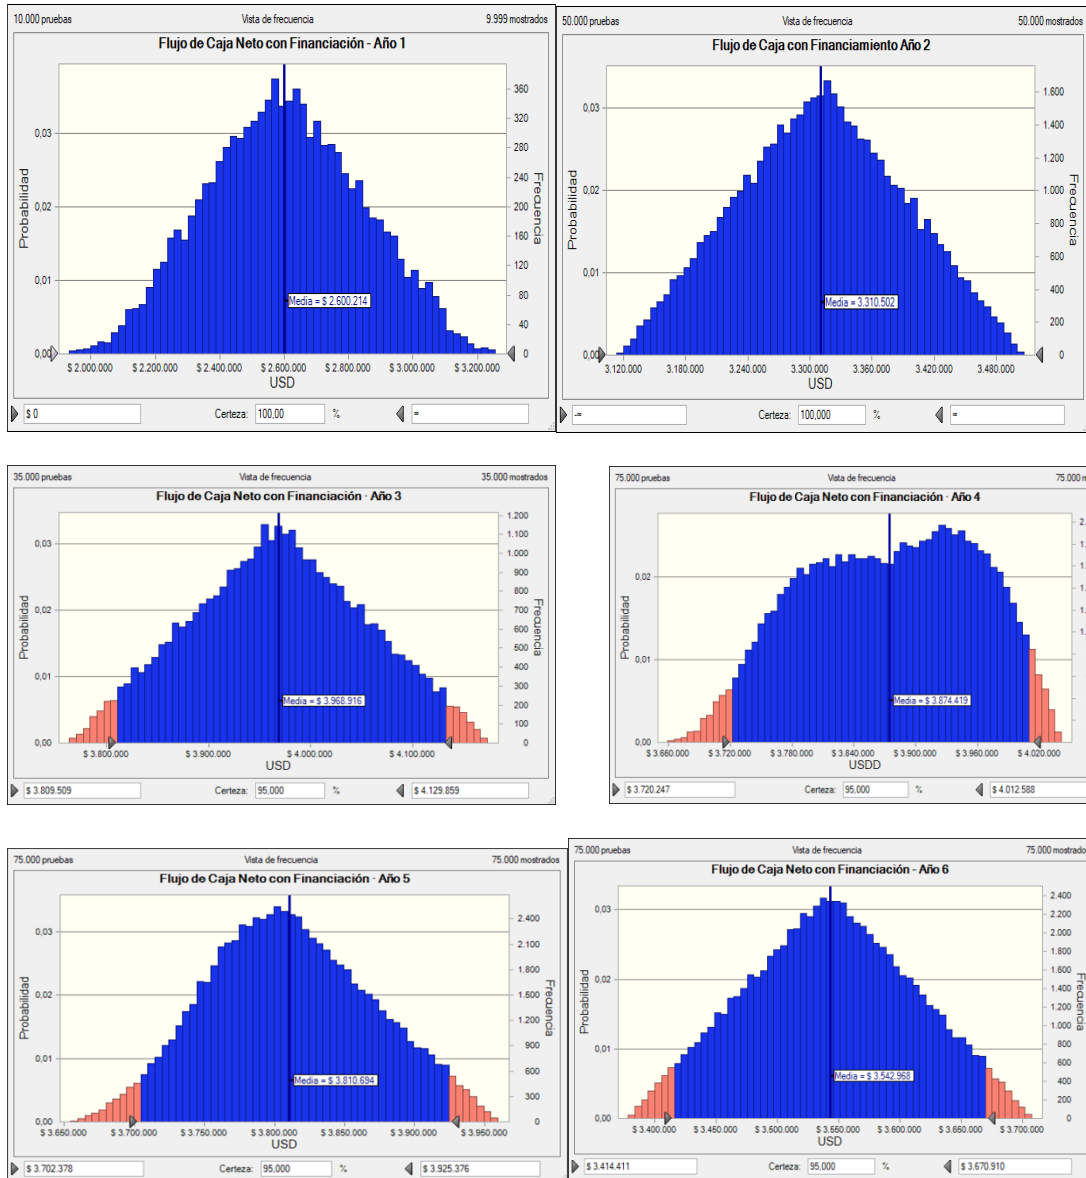 10.000 pruebas Vista de frecuencia 9.999 mostrados
Flujo de Caja Neto con Financiación - Año 1
Probabilidad
0,03
0,02
0,01
0,00
360
320
280
240
200
160
120
80
40
0
Frecuencia
Media = $ 2.600.214
$ 2.000.000 $ 2.200.000 $ 2.400.000 $ 2.600.000 $ 2.800.000 $ 3.000.000 $ 3.200.000
USD
$ 0 Certeza: 100,00 % ∞
50.000 pruebas Vista de frecuencia 50.000 mostrados
Flujo de Caja con Financiamiento Año 2
Probabilidad
0,03
0,02
0,01
0,00
1.600
1.400
1.200
1.000
800
600
400
200
0
Frecuencia
Media = 3.310.502
3.120.000 3.180.000 3.240.000 3.300.000 3.360.000 3.420.000 3.480.000
USD
-∞ Certeza: 100,000 % ∞
35.000 pruebas Vista de frecuencia 35.000 mostrados
Flujo de Caja Neto con Financiación - Año 3
Probabilidad
0,03
0,02
0,01
0,00
1.200
1.100
1.000
900
800
700
600
500
400
300
200
100
0
Frecuencia
Media = $ 3.968.916
$ 3.800.000 $ 3.900.000 $ 4.000.000 $ 4.100.000
USD
$ 3.809.509 Certeza: 95,000 % $ 4.129.859
75.000 pruebas Vista de frecuencia 75.000 m
Flujo de Caja Neto con Financiación - Año 4
Probabilidad
0,02
0,01
0,00
Media = $ 3.874.419
$ 3.660.000 $ 3.720.000 $ 3.780.000 $ 3.840.000 $ 3.900.000 $ 3.960.000 $ 4.020.000
USDD
$ 3.720.247 Certeza: 95,000 % $ 4.012.588
75.000 pruebas Vista de frecuencia 75.000 mostrados
Flujo de Caja Neto con Financiación - Año 5
Probabilidad
0,03
0,02
0,01
0,00
2.400
2.100
1.800
1.500
1.200
900
600
300
0
Frecuencia
Media = $ 3.810.694
$ 3.650.000 $ 3.700.000 $ 3.750.000 $ 3.800.000 $ 3.850.000 $ 3.900.000 $ 3.950.000
USD
$ 3.702.378 Certeza: 95,000 % $ 3.925.376
75.000 pruebas Vista de frecuencia 75.000 mostrados
Flujo de Caja Neto con Financiación - Año 6
Probabilidad
0,03
0,02
0,01
0,00
2.400
2.200
2.000
1.800
1.600
1.400
1.200
1.000
800
600
400
200
0
Frecuencia
Media = $ 3.542.968
$ 3.400.000 $ 3.450.000 $ 3.500.000 $ 3.550.000 $ 3.600.000 $ 3.650.000 $ 3.700.000
USD
$ 3.414.411 Certeza: 95,000 % $ 3.670.910